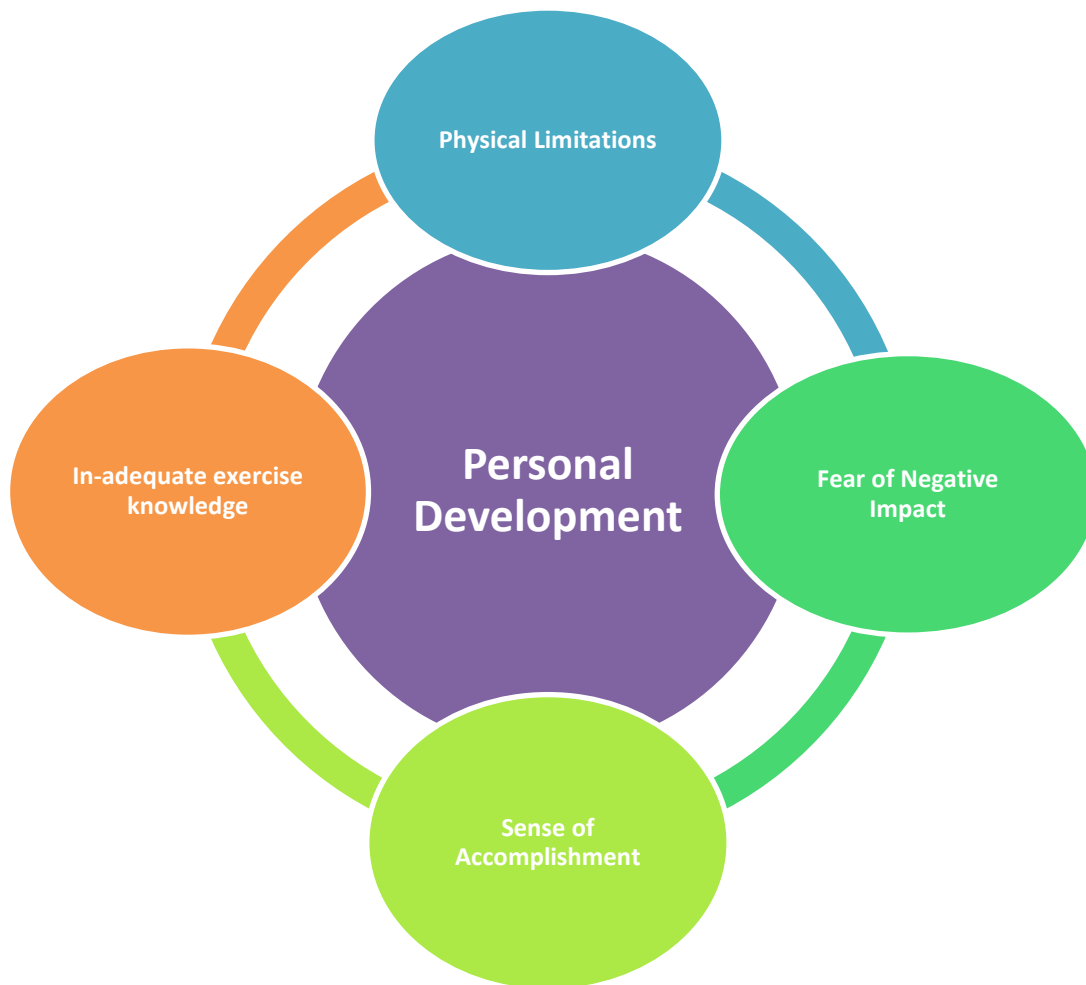 Physical Limitations
In-adequate exercise
knowledge
Personal
Development
Fear of Negative
Impact
Sense of
Accomplishment